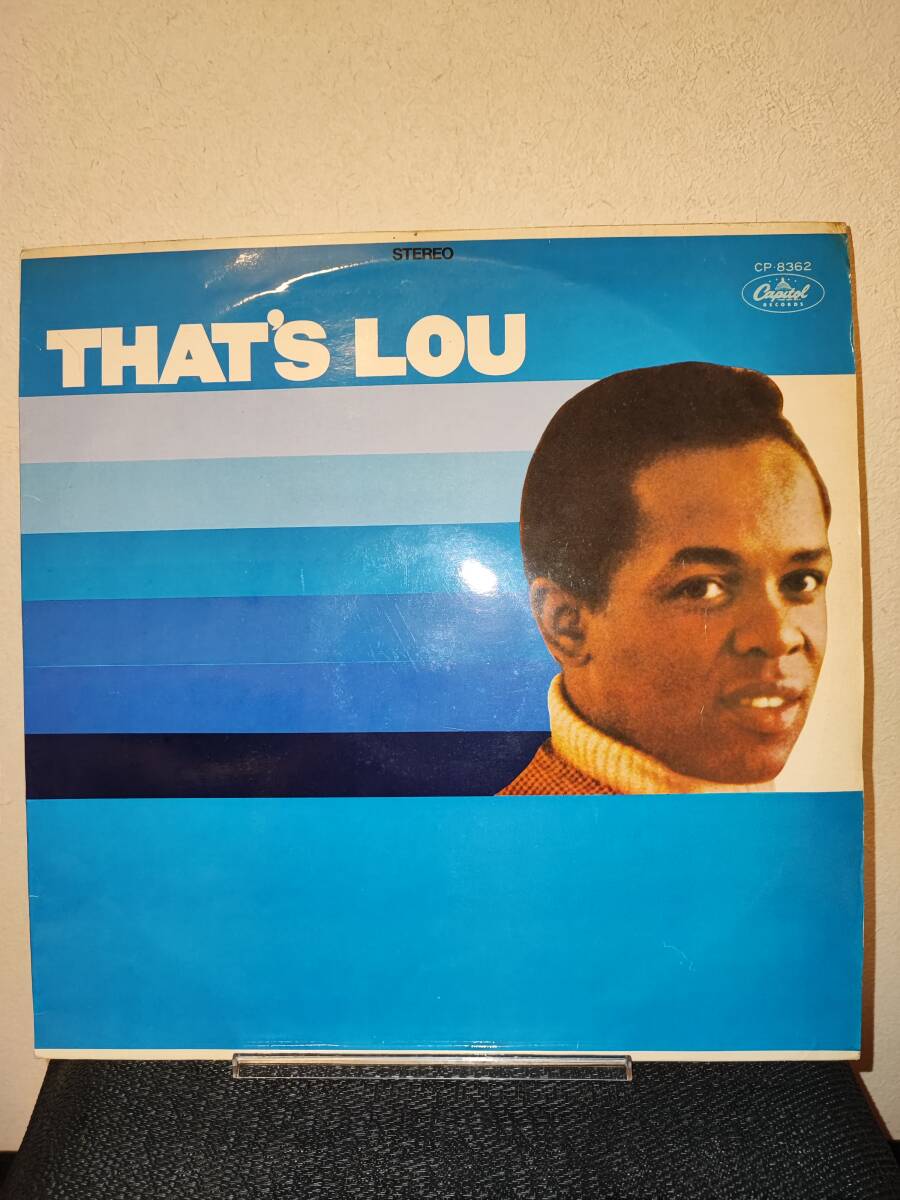 STEREO
CP-8362
Capitol
RECORDS
THAT'S LOU